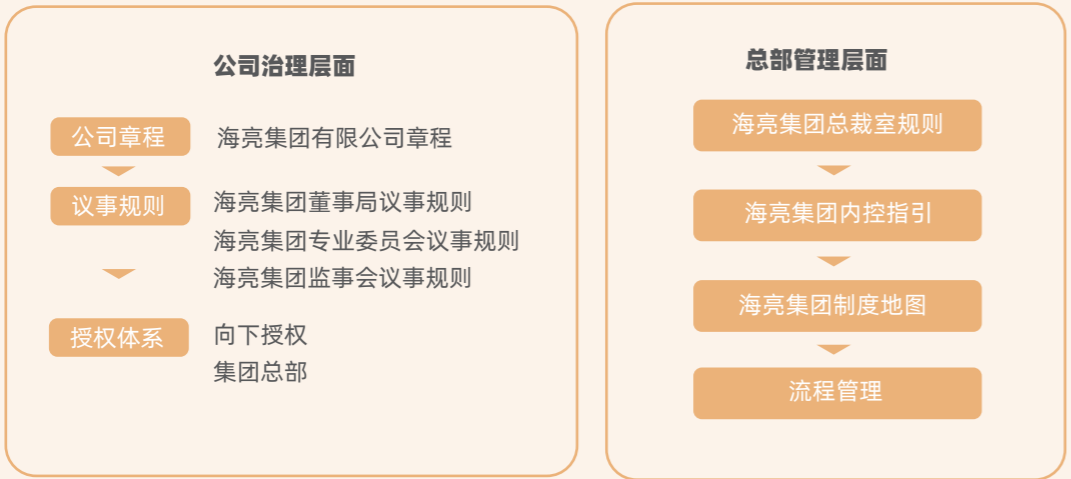 公司治理层面
公司章程 海亮集团有限公司章程
议事规则 海亮集团董事局议事规则
海亮集团专业委员会议事规则
海亮集团监事会议事规则
授权体系 向下授权
集团总部
总部管理层面
海亮集团总裁室规则
海亮集团内控指引
海亮集团制度地图
流程管理